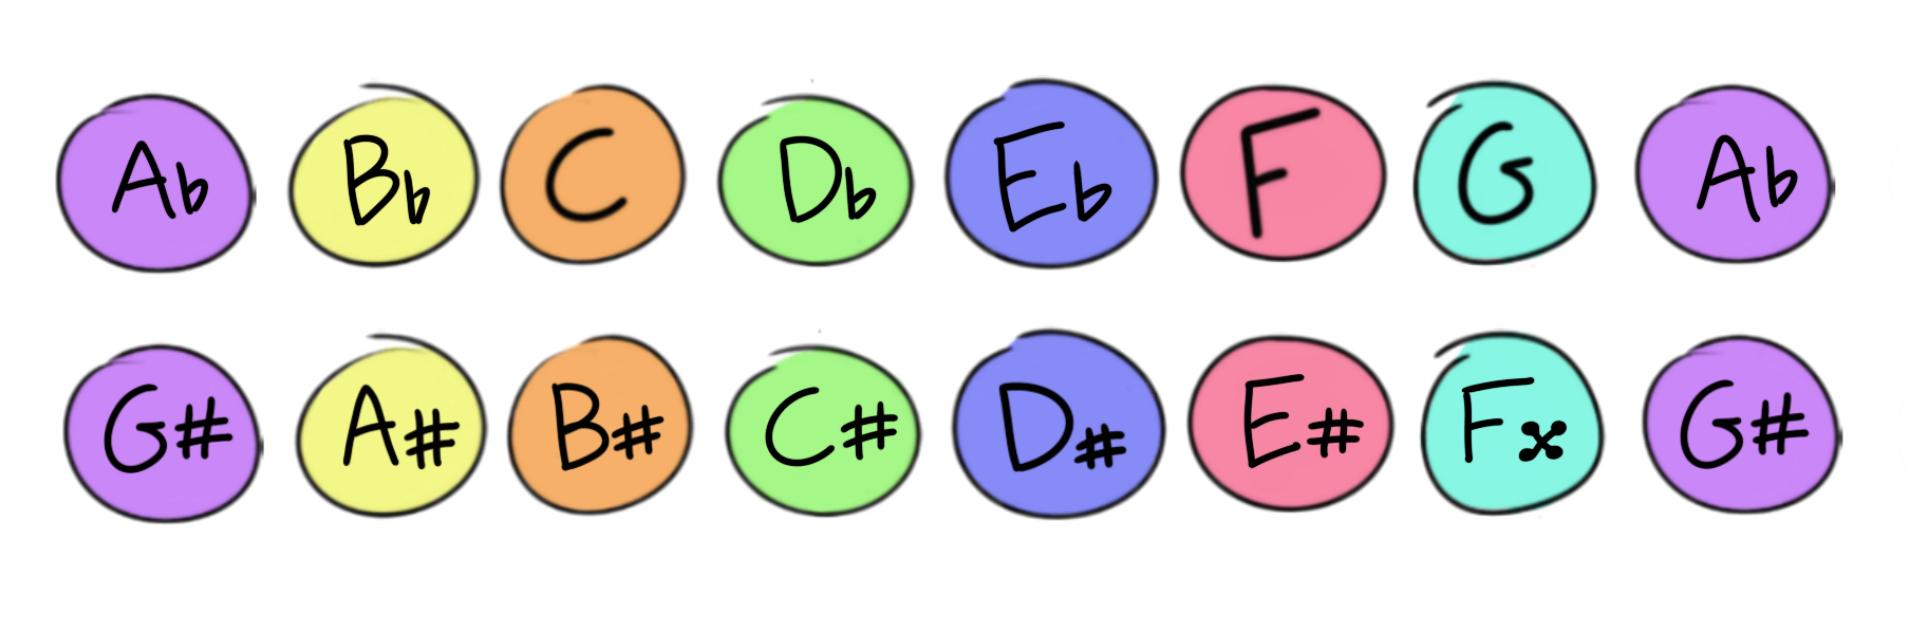 A♭ B♭ C D♭ E♭ F G A♭
G# A# B# C# D# E# F𝄪 G#